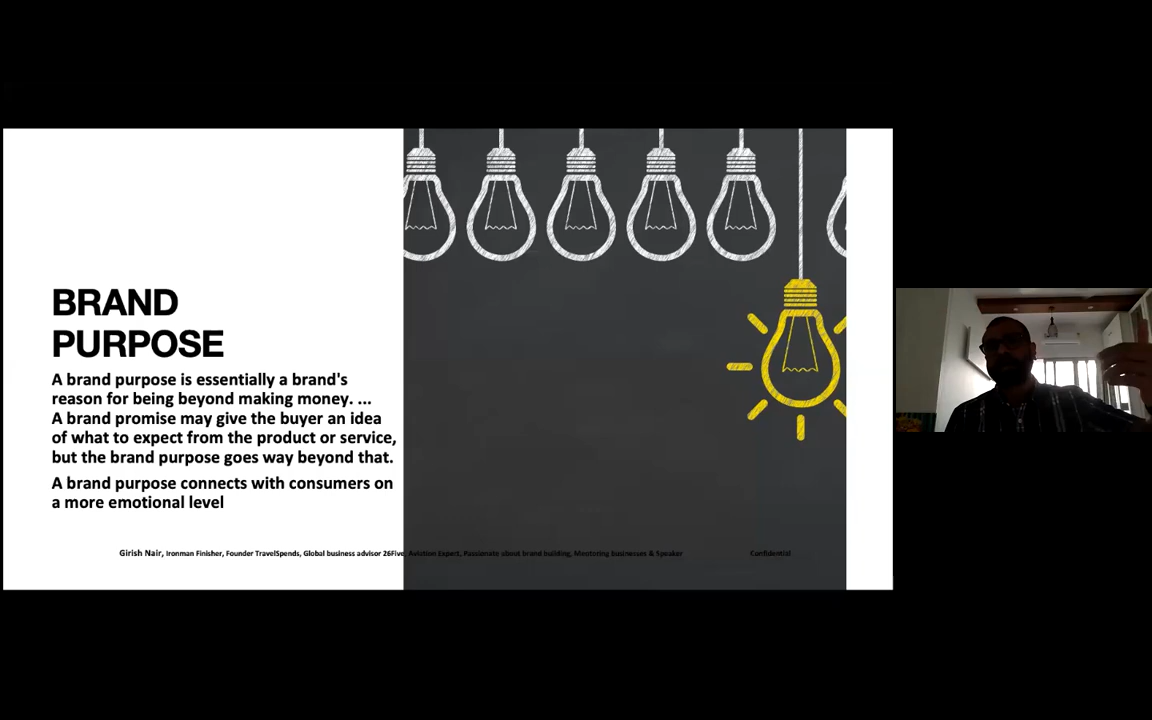 BRAND
PURPOSE
A brand purpose is essentially a brand's
reason for being beyond making money. ...
A brand promise may give the buyer an idea
of what to expect from the product or service,
but the brand purpose goes way beyond that.
A brand purpose connects with consumers on
a more emotional level
Girish Nair, Ironman Finisher, Founder TravelSpends, Global business advisor 26Five, Aviation Expert, Passionate about brand building, Mentoring Businesses & Speaker Confidential